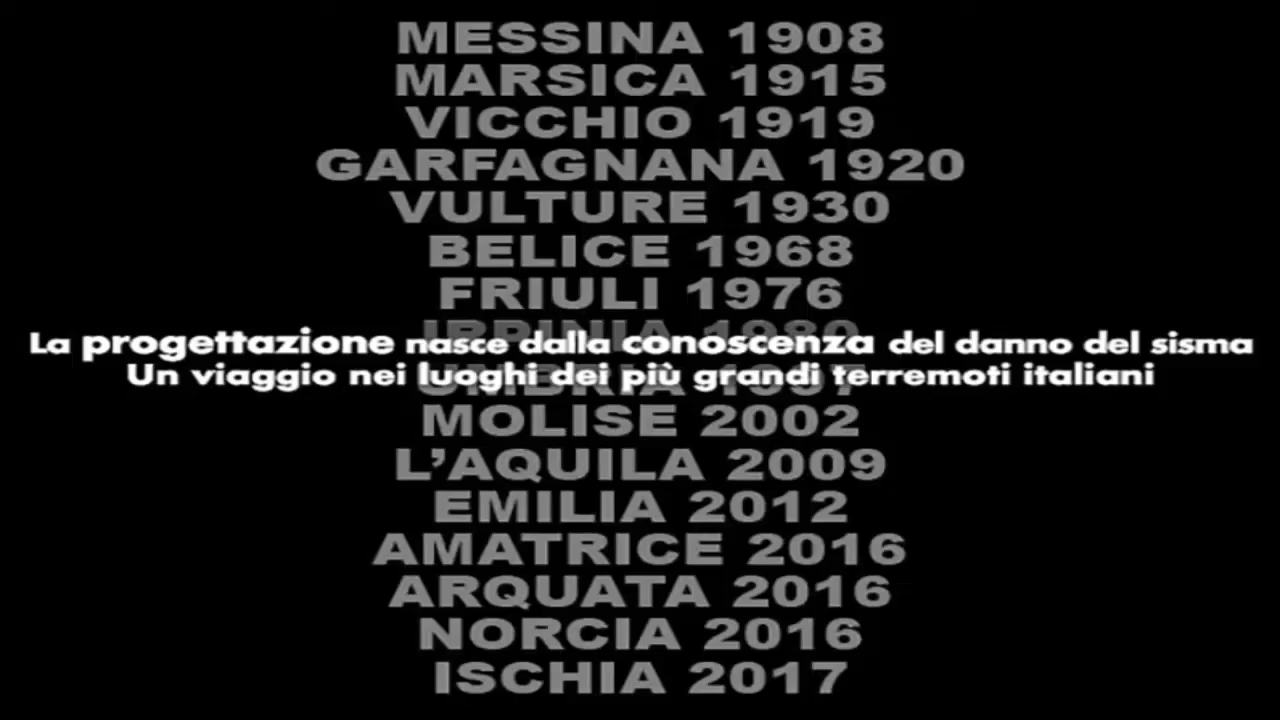 MESSINA 1908
MARSICA 1915
VICCHIO 1919
GARFAGNANA 1920
VULTURE 1930
BELICE 1968
FRIULI 1976
IRPINIA 1980
La progettazione nasce dalla conoscenza del danno del sisma
Un viaggio nei luoghi dei più grandi terremoti italiani
UMBRIA 1997
MOLISE 2002
L’AQUILA 2009
EMILIA 2012
AMATRICE 2016
ARQUATA 2016
NORCIA 2016
ISCHIA 2017